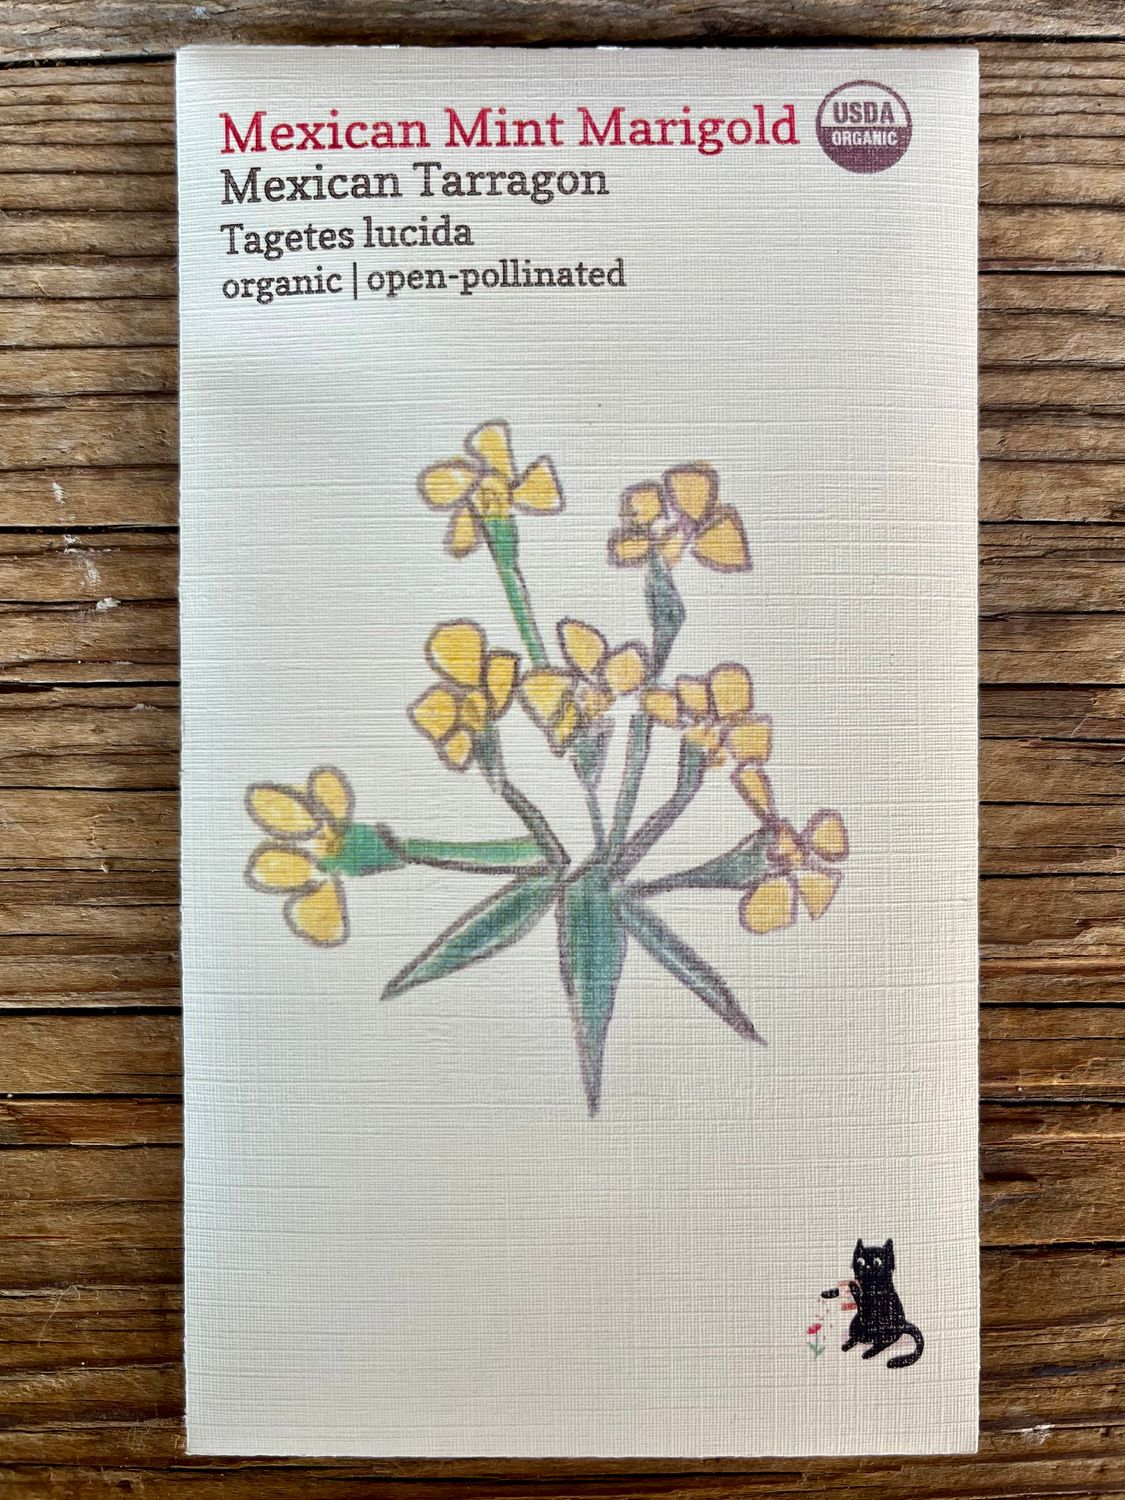 Mexican Mint Marigold
USDA
ORGANIC
Mexican Tarragon
Tagetes lucida
organic | open-pollinated